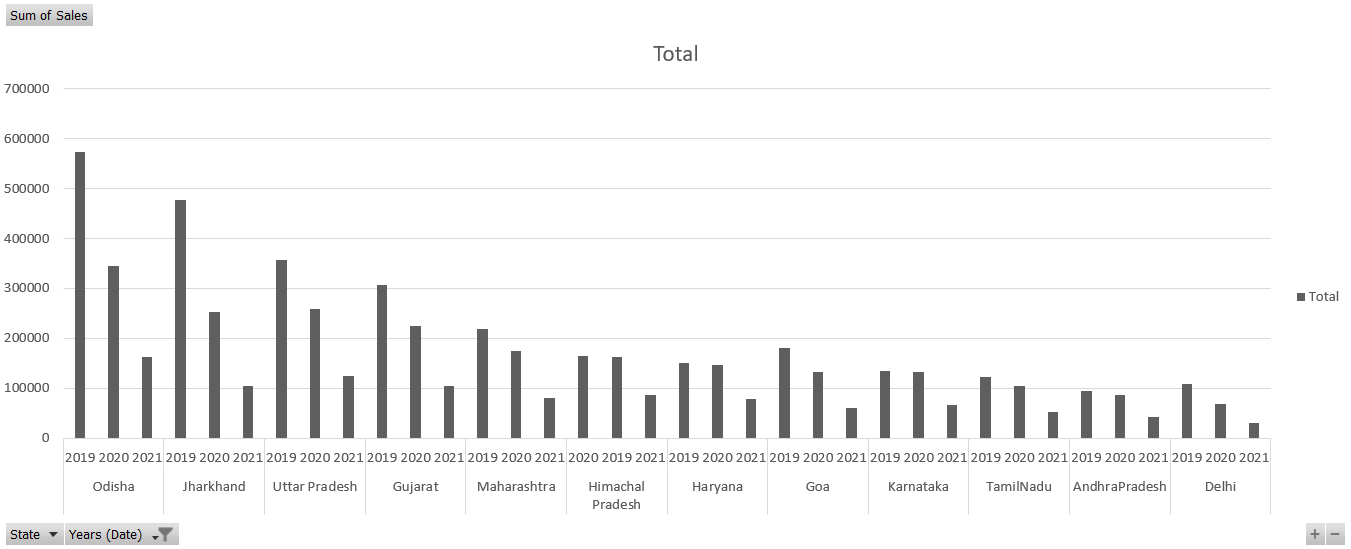 Sum of Sales
Total
700000
600000
500000
400000
300000
200000
100000
0
Total
2019 2020 2021 2019 2020 2021 2019 2020 2021 2019 2020 2021 2019 2020 2021 2020 2019 2021 2019 2020 2021 2019 2020 2021 2019 2020 2021 2019 2020 2021 2019 2020 2021 2019 2020 2021
Odisha Jharkhand Uttar Pradesh Gujarat Maharashtra Himachal Pradesh Haryana Goa Karnataka TamilNadu AndhraPradesh Delhi
State Years (Date) + −